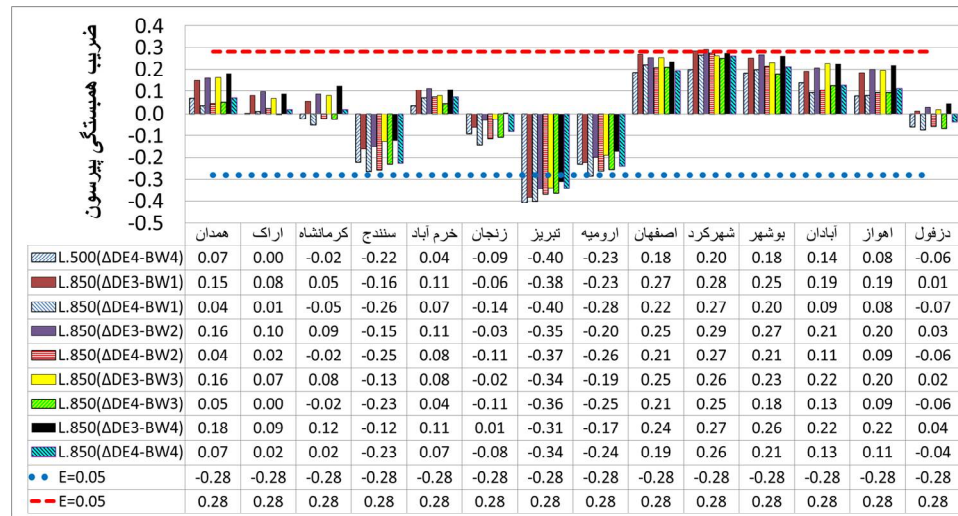 ضریب همبستگی پیرسون
0.4
0.3
0.2
0.1
0.0
-0.1
-0.2
-0.3
-0.4
-0.5
همدان اراک کرمانشاه سنندج خرم آباد زنجان تبریز ارومیه اصفهان شهرکرد بوشهر آبادان اهواز دزفول
L.500(ΔDE4-BW4) 0.07 0.00 -0.02 -0.22 0.04 -0.09 -0.40 -0.23 0.18 0.20 0.18 0.14 0.08 -0.06
L.850(ΔDE3-BW1) 0.15 0.08 0.05 -0.16 0.11 -0.06 -0.38 -0.23 0.27 0.28 0.25 0.19 0.19 0.01
L.850(ΔDE4-BW1) 0.04 0.01 -0.05 -0.26 0.07 -0.14 -0.40 -0.28 0.22 0.27 0.20 0.09 0.08 -0.07
L.850(ΔDE3-BW2) 0.16 0.10 0.09 -0.15 0.11 -0.03 -0.35 -0.20 0.25 0.29 0.27 0.21 0.20 0.03
L.850(ΔDE4-BW2) 0.04 0.02 -0.02 -0.25 0.08 -0.11 -0.37 -0.26 0.21 0.27 0.21 0.11 0.09 -0.06
L.850(ΔDE3-BW3) 0.16 0.07 0.08 -0.13 0.08 -0.02 -0.34 -0.19 0.25 0.26 0.23 0.22 0.20 0.02
L.850(ΔDE4-BW3) 0.05 0.00 -0.02 -0.23 0.04 -0.11 -0.36 -0.25 0.21 0.25 0.18 0.13 0.09 -0.06
L.850(ΔDE3-BW4) 0.18 0.09 0.12 -0.12 0.11 0.01 -0.31 -0.17 0.24 0.27 0.26 0.22 0.22 0.04
L.850(ΔDE4-BW4) 0.07 0.02 0.02 -0.23 0.07 -0.08 -0.34 -0.24 0.19 0.26 0.21 0.13 0.11 -0.04
E=0.05 -0.28 -0.28 -0.28 -0.28 -0.28 -0.28 -0.28 -0.28 -0.28 -0.28 -0.28 -0.28 -0.28 -0.28
E=0.05 0.28 0.28 0.28 0.28 0.28 0.28 0.28 0.28 0.28 0.28 0.28 0.28 0.28 0.28